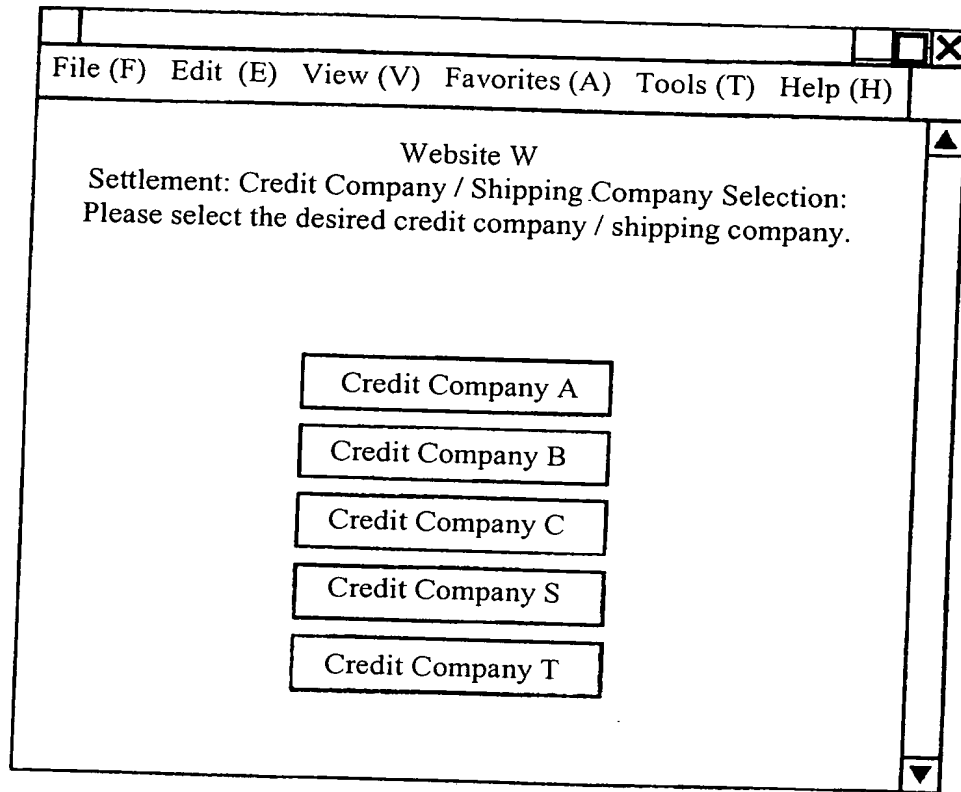 File (F) Edit (E) View (V) Favorites (A) Tools (T) Help (H)
Website W
Settlement: Credit Company / Shipping Company Selection:
Please select the desired credit company / shipping company.
Credit Company A
Credit Company B
Credit Company C
Credit Company S
Credit Company T